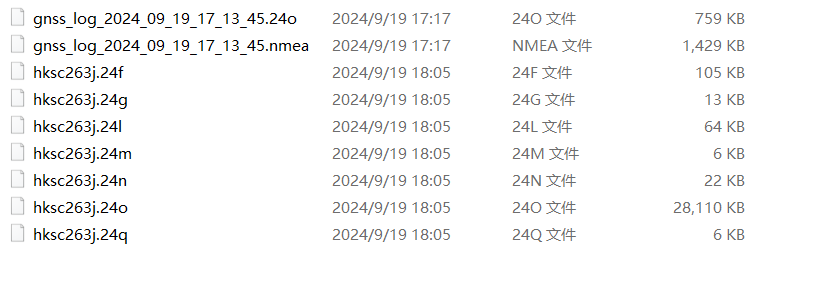 gnss_log_2024_09_19_17_13_45.24o 2024/9/19 17:17 24O 文件 759 KB
gnss_log_2024_09_19_17_13_45.nmea 2024/9/19 17:17 NMEA 文件 1,429 KB
hksc263j.24f 2024/9/19 18:05 24F 文件 105 KB
hksc263j.24g 2024/9/19 18:05 24G 文件 13 KB
hksc263j.24l 2024/9/19 18:05 24L 文件 64 KB
hksc263j.24m 2024/9/19 18:05 24M 文件 6 KB
hksc263j.24n 2024/9/19 18:05 24N 文件 22 KB
hksc263j.24o 2024/9/19 18:05 24O 文件 28,110 KB
hksc263j.24q 2024/9/19 18:05 24Q 文件 6 KB